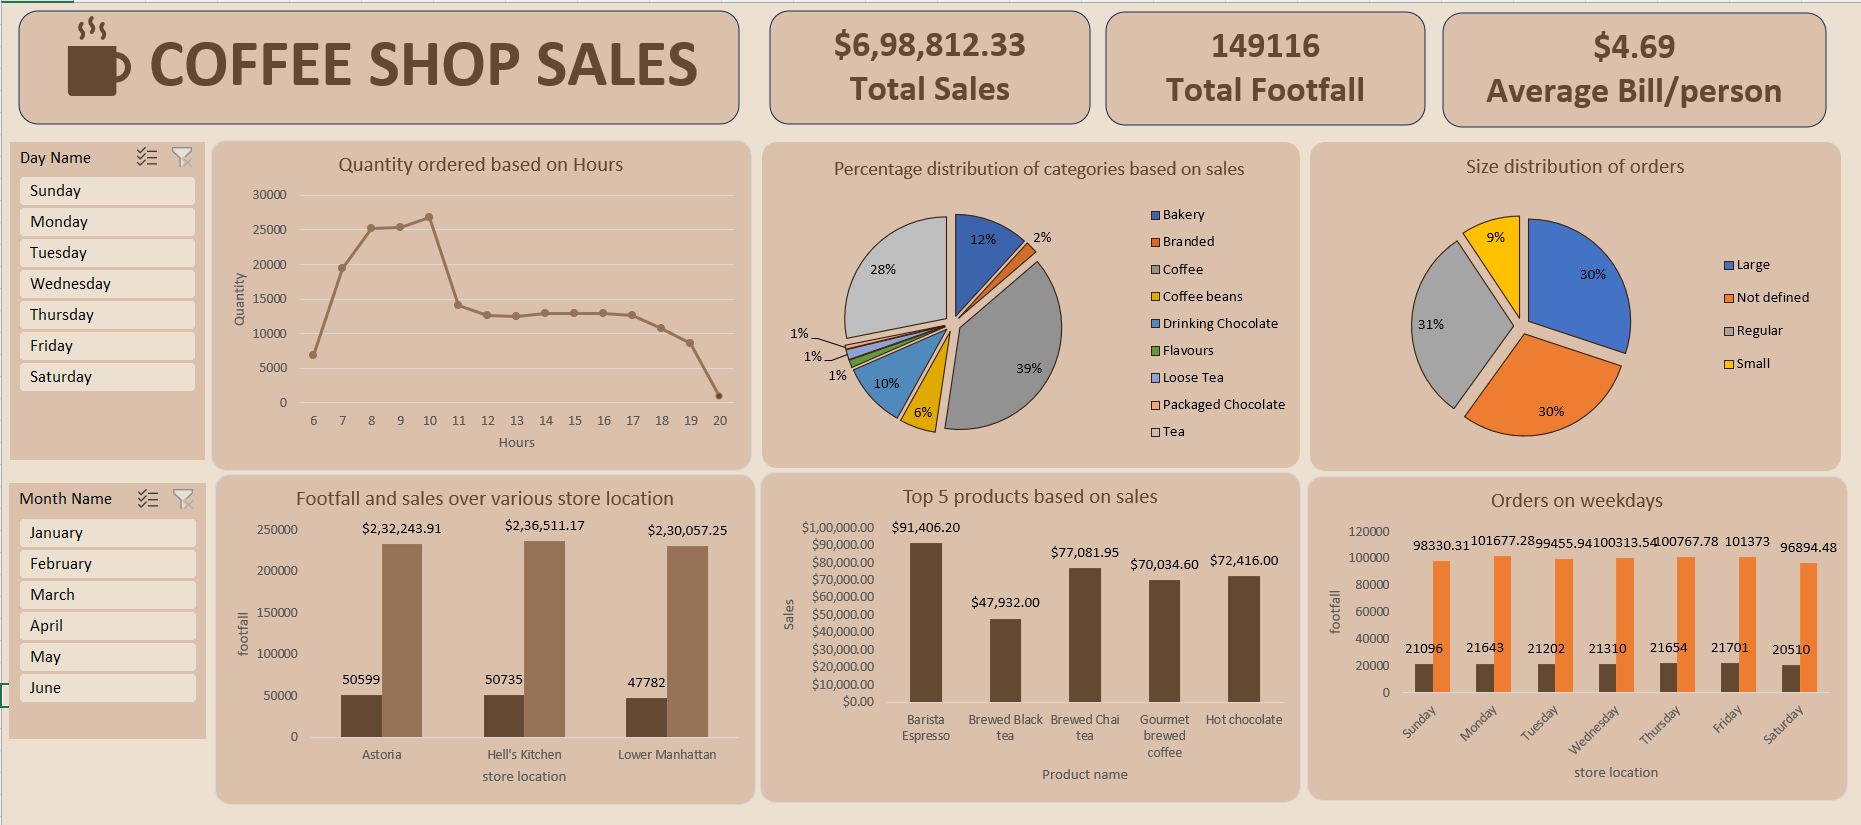 COFFEE SHOP SALES
$6,98,812.33
Total Sales
149116
Total Footfall
$4.69
Average Bill/person
Day Name
Sunday
Monday
Tuesday
Wednesday
Thursday
Friday
Saturday
Month Name
January
February
March
April
May
June
Quantity ordered based on Hours
30000
25000
20000
15000
10000
5000
0
Quantity
6 7 8 9 10 11 12 13 14 15 16 17 18 19 20
Hours
Percentage distribution of categories based on sales
12%
2%
39%
6%
10%
1%
1%
1%
28%
Bakery
Branded
Coffee
Coffee beans
Drinking Chocolate
Flavours
Loose Tea
Packaged Chocolate
Tea
Size distribution of orders
30%
30%
31%
9%
Large
Not defined
Regular
Small
Footfall and sales over various store location
250000
200000
150000
100000
50000
0
footfall
$2,32,243.91 $2,36,511.17 $2,30,057.25
50599 50735 47782
Astoria Hell's Kitchen Lower Manhattan
store location
Top 5 products based on sales
$1,00,000.00
$90,000.00
$80,000.00
$70,000.00
$60,000.00
$50,000.00
$40,000.00
$30,000.00
$20,000.00
$10,000.00
$0.00
Sales
$91,406.20
$47,932.00
$77,081.95
$70,034.60
$72,416.00
Barista Espresso
Brewed Black tea
Brewed Chai tea
Gourmet brewed coffee
Hot chocolate
Product name
Orders on weekdays
120000
100000
80000
60000
40000
20000
0
footfall
98330.31 101677.28 99455.94 100313.54 100767.78 101373 96894.48
21096 21643 21202 21310 21654 21701 20510
Sunday Monday Tuesday Wednesday Thursday Friday Saturday
store location